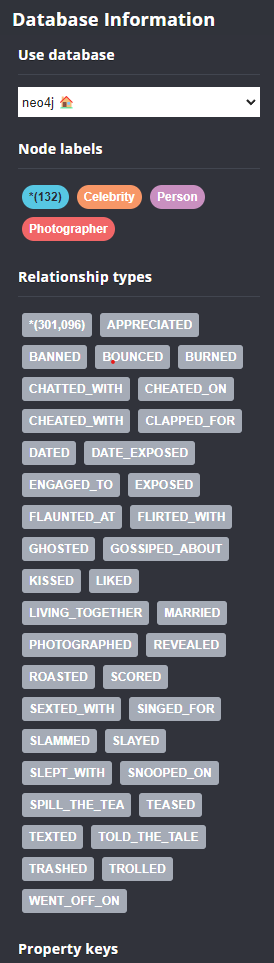 Database Information
Use database
neo4j 🏠
Node labels
*(132) Celebrity Person
Photographer
Relationship types
*(301,096) APPRECIATED
BANNED BOUNCED BURNED
CHATTED_WITH CHEATED_ON
CHEATED_WITH CLAPPED_FOR
DATED DATE_EXPOSED
ENGAGED_TO EXPOSED
FLAUNTED_AT FLIRTED_WITH
GHOSTED GOSSIPED_ABOUT
KISSED LIKED
LIVING_TOGETHER MARRIED
PHOTOGRAPHED REVEALED
ROASTED SCORED
SEXTED_WITH SINGED_FOR
SLAMMED SLAYED
SLEPT_WITH SNOOPED_ON
SPILL_THE_TEA TEASED
TEXTED TOLD_THE_TALE
TRASHED TROLLED
WENT_OFF_ON
Property keys